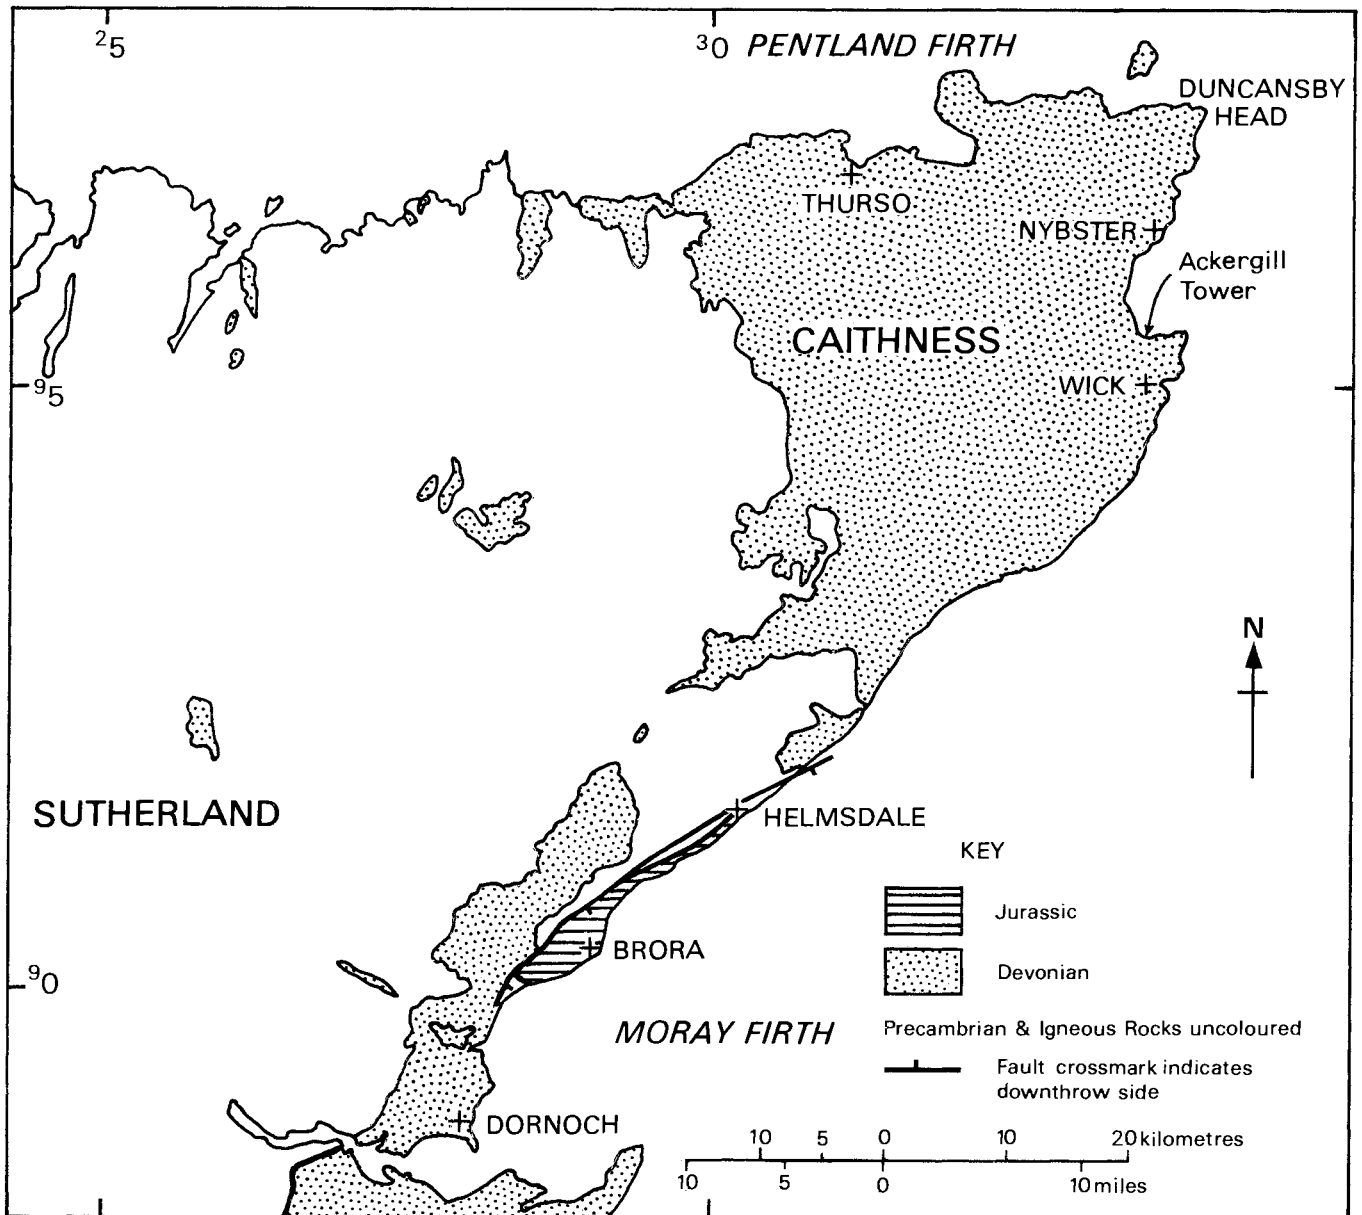 25
30 PENTLAND FIRTH
DUNCANSBY
HEAD
THURSO
NYBSTER
Ackergill
Tower
CAITHNESS
95
WICK
N
SUTHERLAND
HELMSDALE
KEY
Jurassic
BRORA
Devonian
90
MORAY FIRTH
Precambrian & Igneous Rocks uncoloured
Fault crossmark indicates
downthrow side
DORNOCH
10 5 0 10 20 kilometres
10 5 0 10 miles